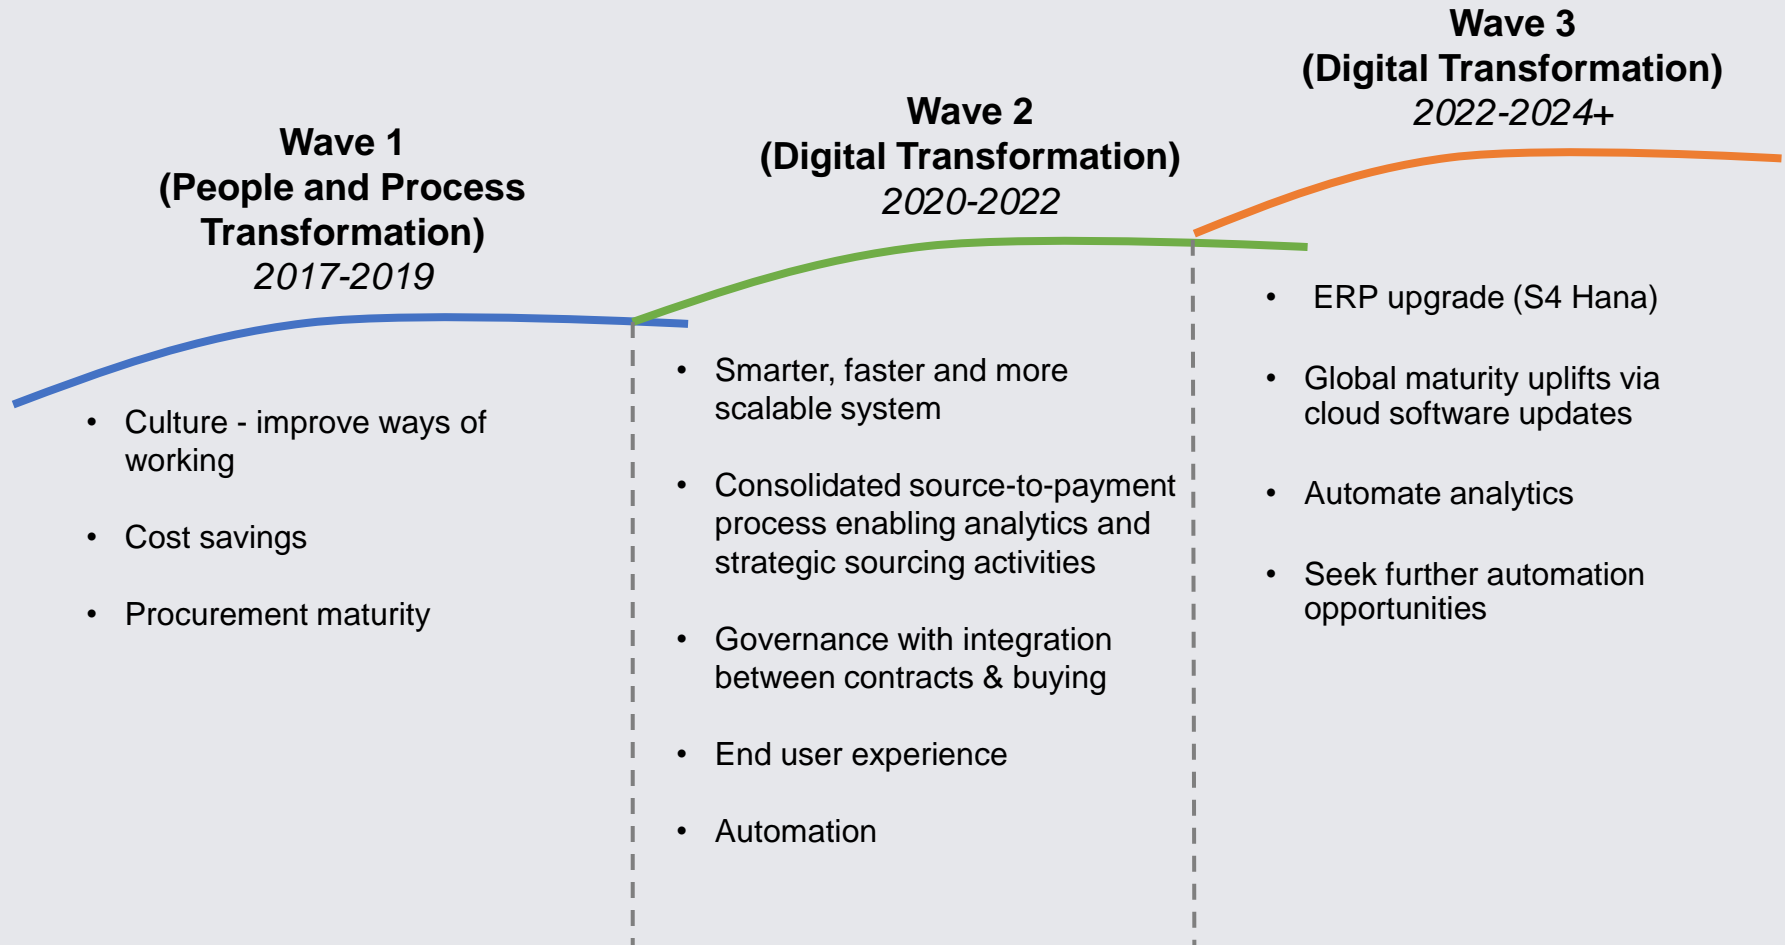 Wave 1
(People and Process
Transformation)
2017-2019
• Culture - improve ways of
working
• Cost savings
• Procurement maturity
Wave 2
(Digital Transformation)
2020-2022
• Smarter, faster and more
scalable system
• Consolidated source-to-payment
process enabling analytics and
strategic sourcing activities
• Governance with integration
between contracts & buying
• End user experience
• Automation
Wave 3
(Digital Transformation)
2022-2024+
• ERP upgrade (S4 Hana)
• Global maturity uplifts via
cloud software updates
• Automate analytics
• Seek further automation
opportunities